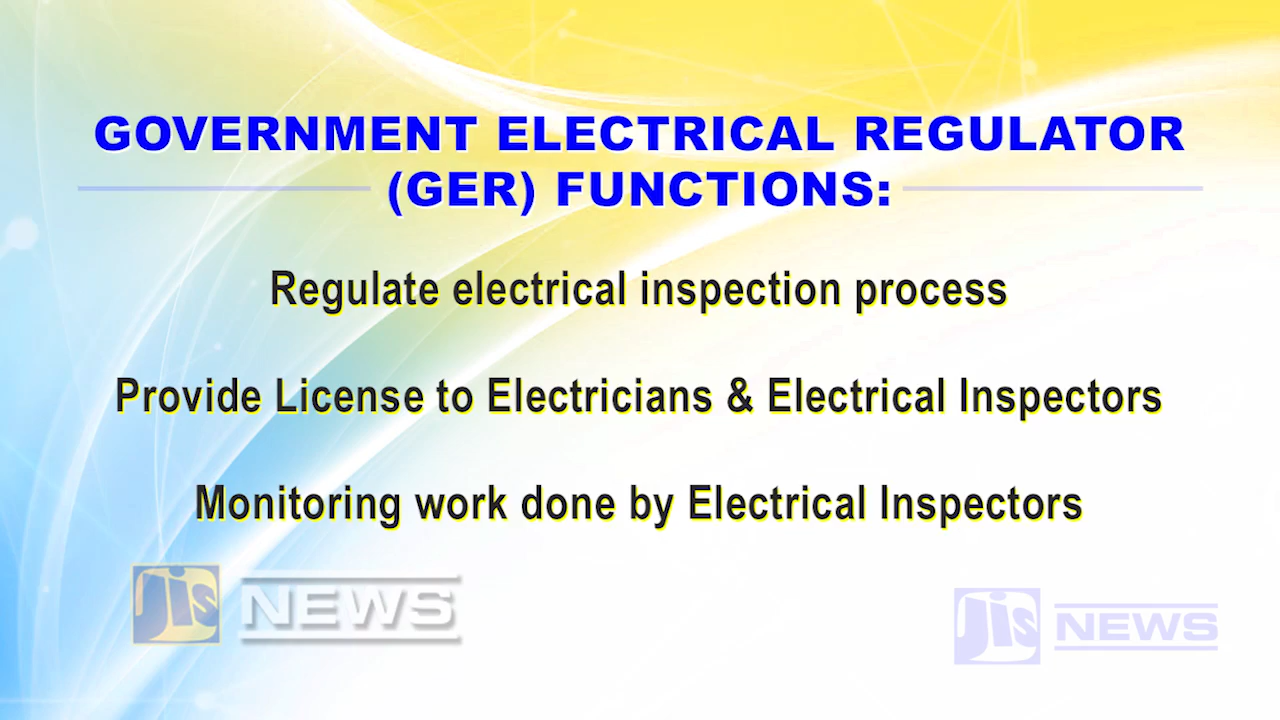 GOVERNMENT ELECTRICAL REGULATOR
(GER) FUNCTIONS:
Regulate electrical inspection process
Provide License to Electricians & Electrical Inspectors
Monitoring work done by Electrical Inspectors
jis NEWS
jis NEWS